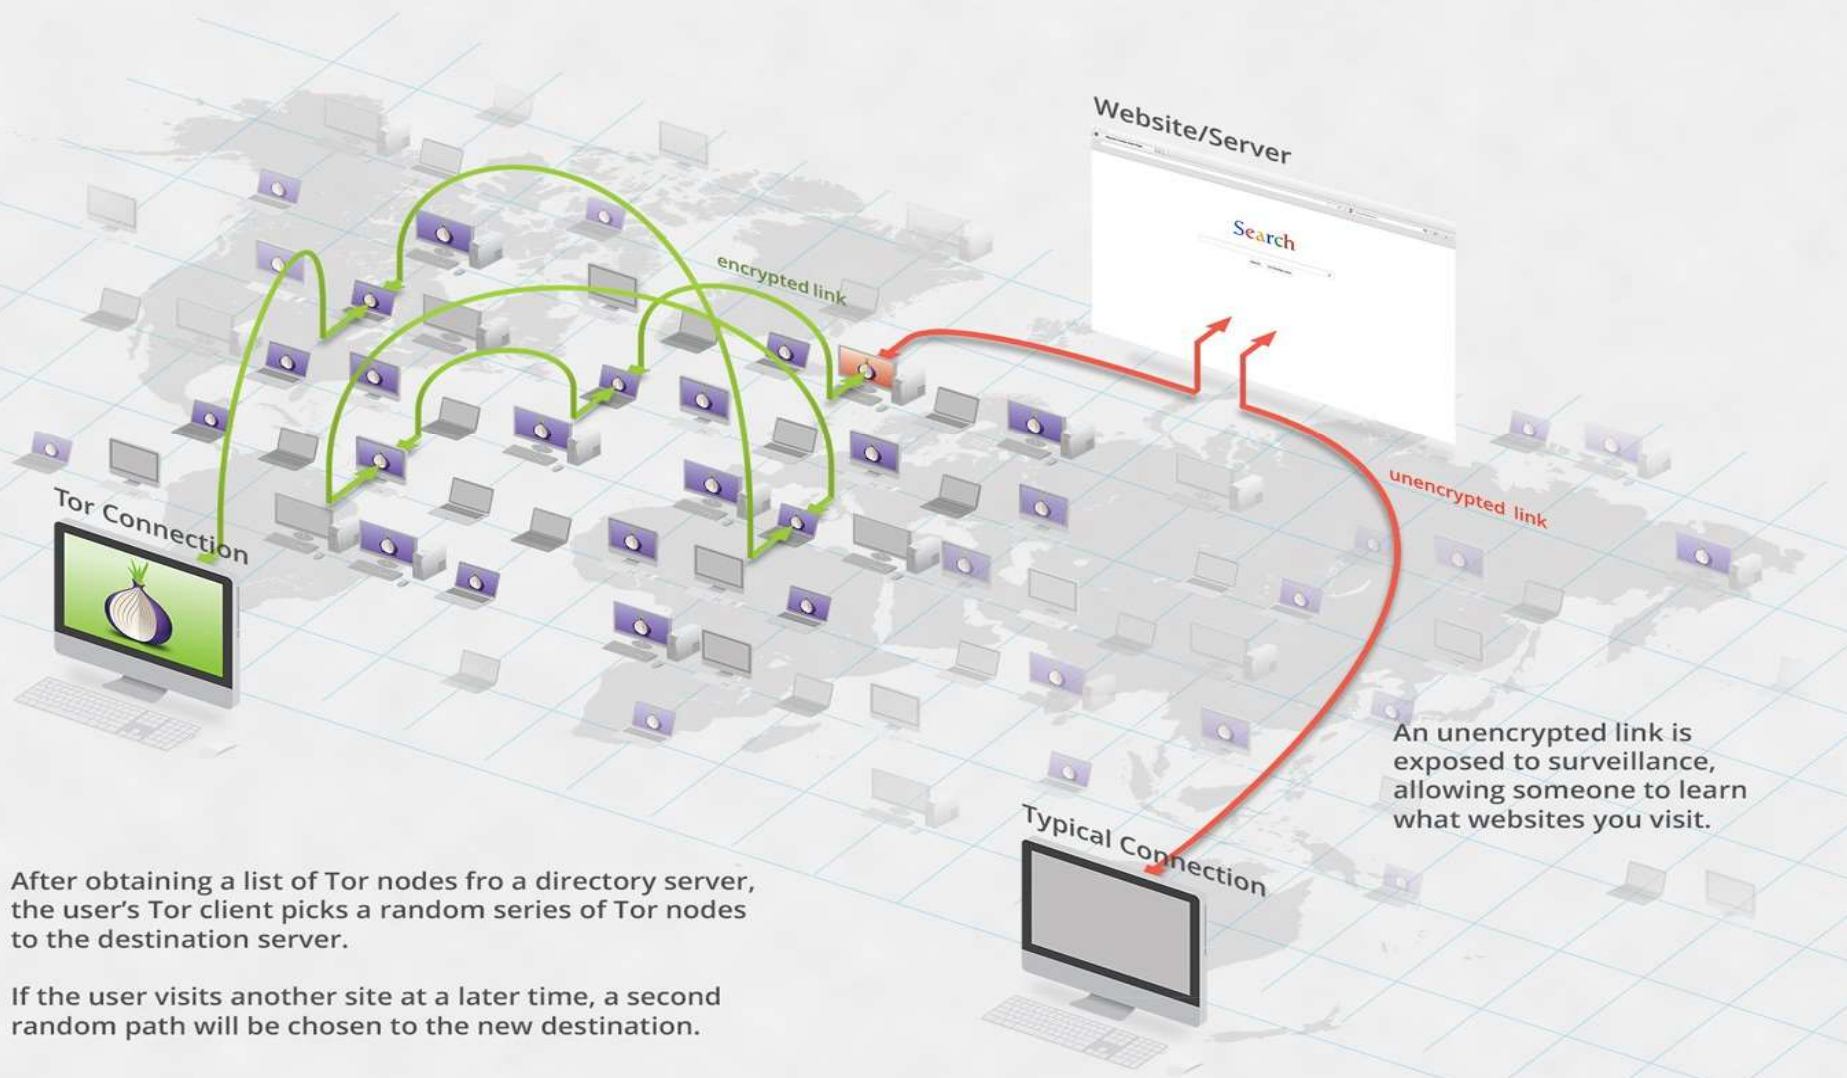 Website/Server
Search
encrypted link
unencrypted link
Tor Connection
An unencrypted link is
exposed to surveillance,
allowing someone to learn
what websites you visit.
Typical Connection
After obtaining a list of Tor nodes fro a directory server,
the user's Tor client picks a random series of Tor nodes
to the destination server.
If the user visits another site at a later time, a second
random path will be chosen to the new destination.